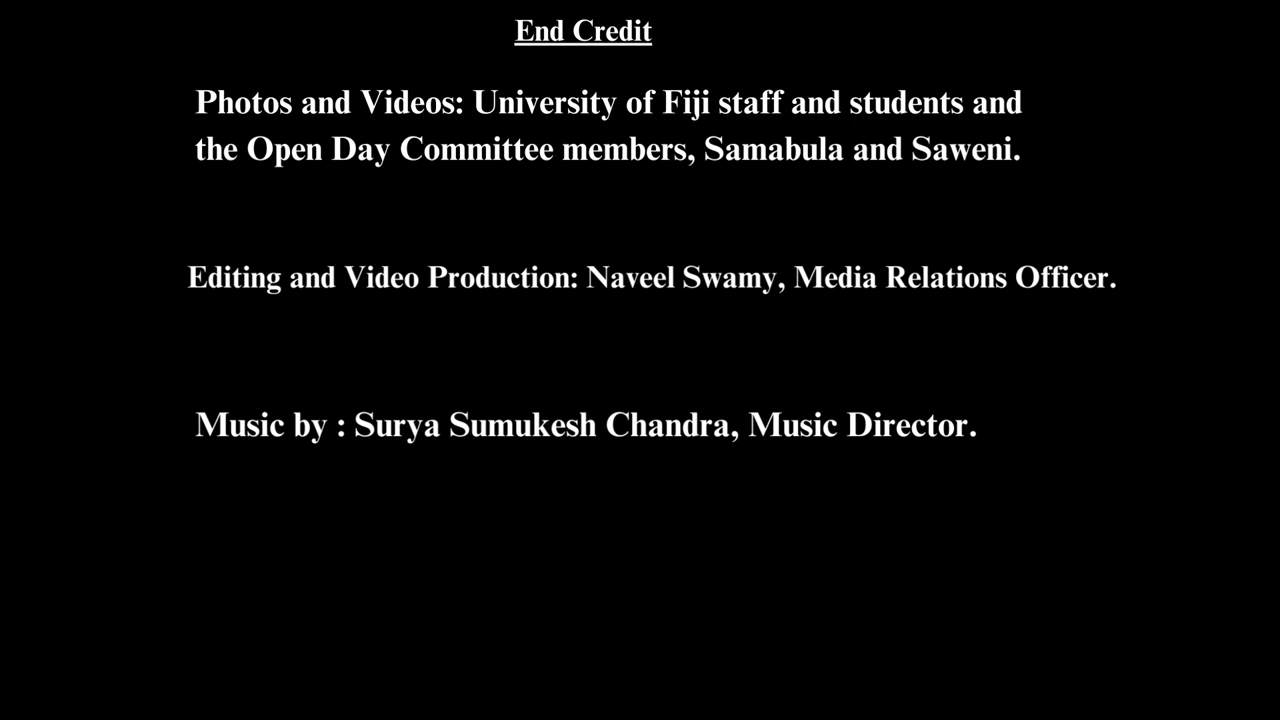 End Credit
Photos and Videos: University of Fiji staff and students and
the Open Day Committee members, Samabula and Saweni.
Editing and Video Production: Naveel Swamy, Media Relations Officer.
Music by : Surya Sumukesh Chandra, Music Director.